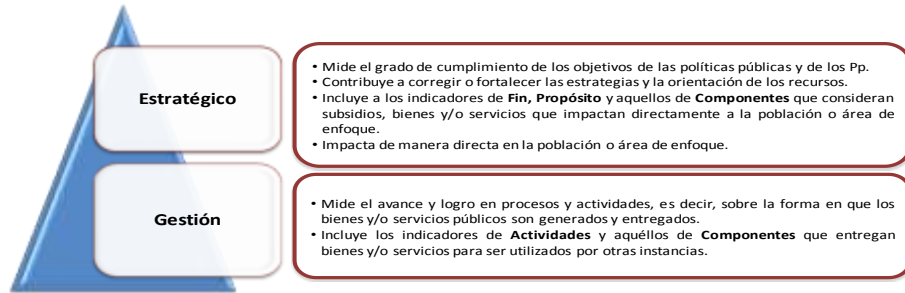 Estratégico
• Mide el grado de cumplimiento de los objetivos de las políticas públicas y de los Pp.
• Contribuye a corregir o fortalecer las estrategias y la orientación de los recursos.
• Incluye a los indicadores de Fin, Propósito y aquellos de Componentes que consideran
subsidios, bienes y/o servicios que impactan directamente a la población o área de
enfoque.
• Impacta de manera directa en la población o área de enfoque.
Gestión
• Mide el avance y logro en procesos y actividades, es decir, sobre la forma en que los
bienes y/o servicios públicos son generados y entregados.
• Incluye los indicadores de Actividades y aquéllos de Componentes que entregan
bienes y/o servicios para ser utilizados por otras instancias.